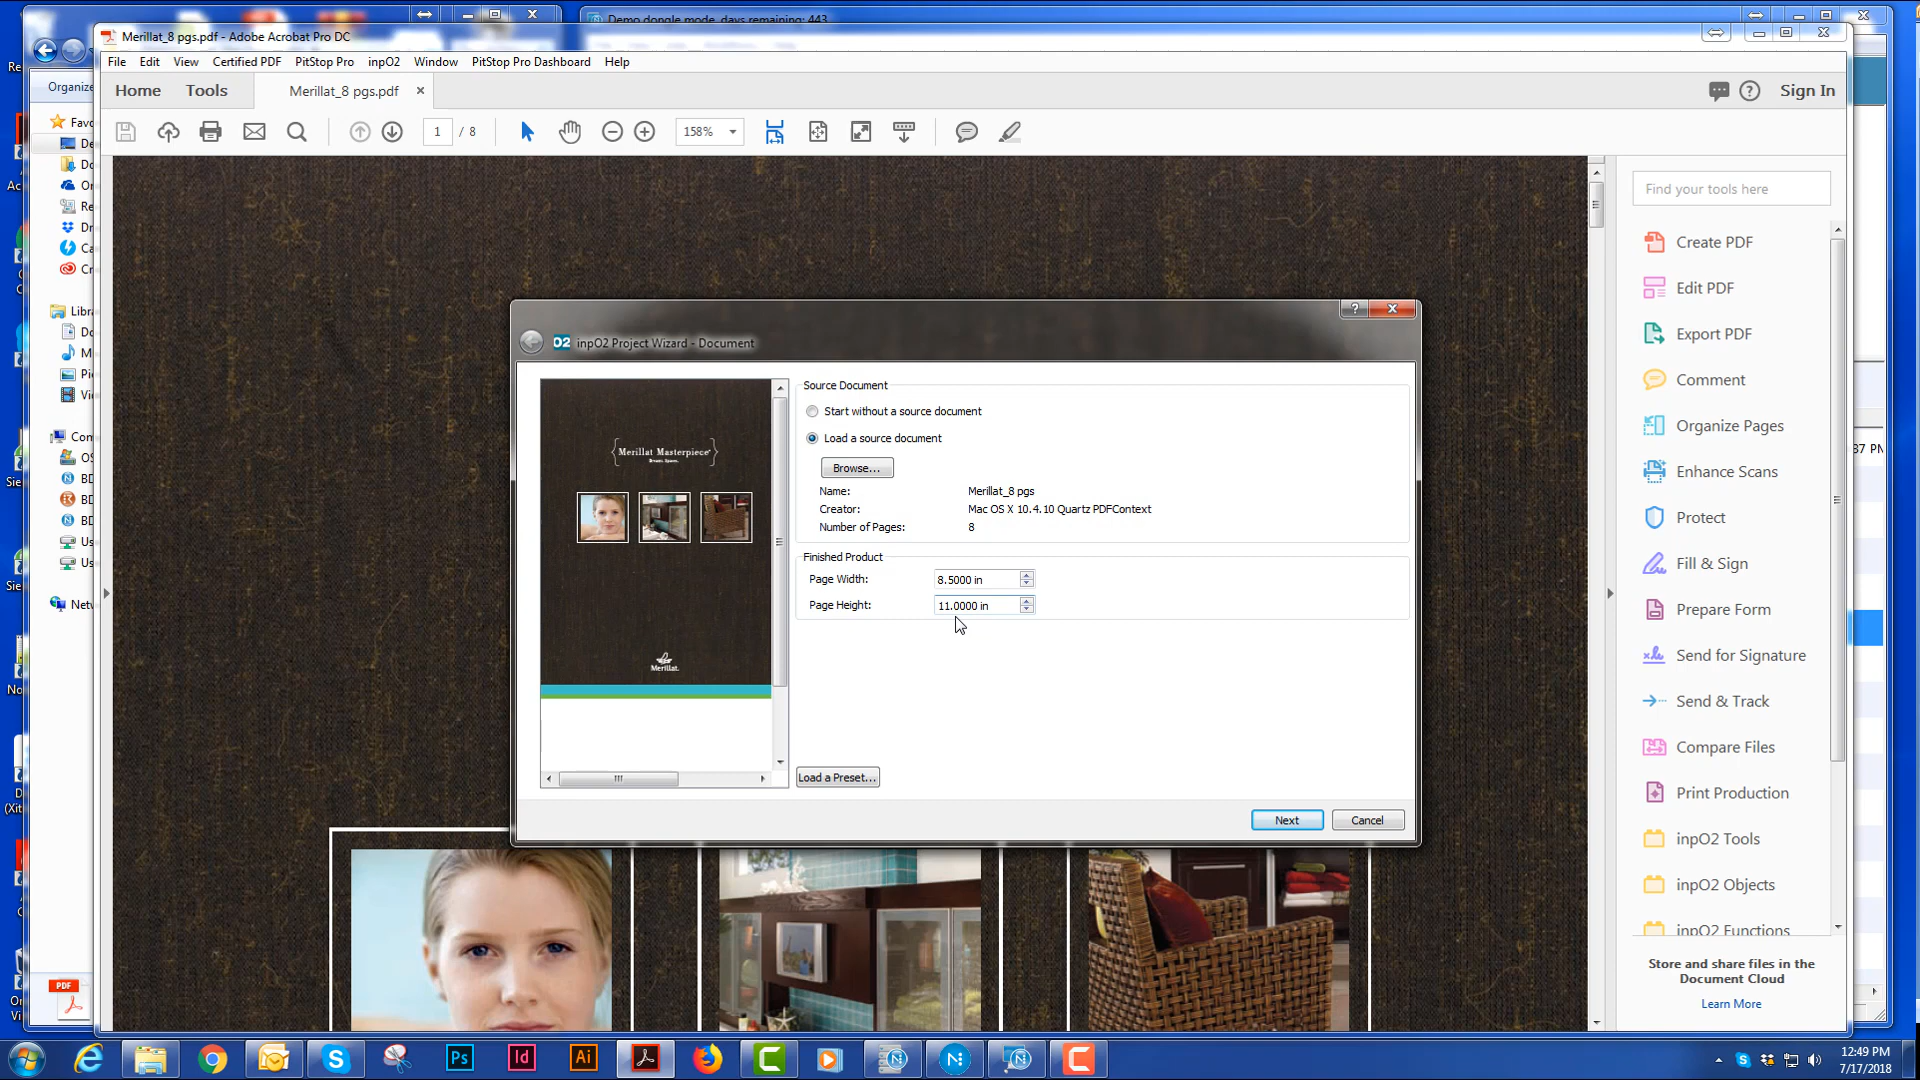 Demo dongle mode, days remaining: 443
Merillat_8 pgs.pdf - Adobe Acrobat Pro DC
File Edit View Certified PDF PitStop Pro inpO2 Window PitStop Pro Dashboard Help
Organize
Home Tools Merillat_8 pgs.pdf × Sign In
1 / 8 158%
Find your tools here
Create PDF
Edit PDF
Export PDF
Comment
Organize Pages
Enhance Scans
Protect
Fill & Sign
Prepare Form
Send for Signature
Send & Track
Compare Files
Print Production
inpO2 Tools
inpO2 Objects
inpO2 Functions
Store and share files in the
Document Cloud
Learn More
O2 inpO2 Project Wizard - Document
{Merillat Masterpiece®}
Merillat.
Source Document
Start without a source document
Load a source document
Browse...
Name: Merillat_8 pgs
Creator: Mac OS X 10.4.10 Quartz PDFContext
Number of Pages: 8
Finished Product
Page Width: 8.5000 in
Page Height: 11.0000 in
Load a Preset...
Next Cancel
PDF
37 PM
Ps Id Ai
12:49 PM
7/17/2018